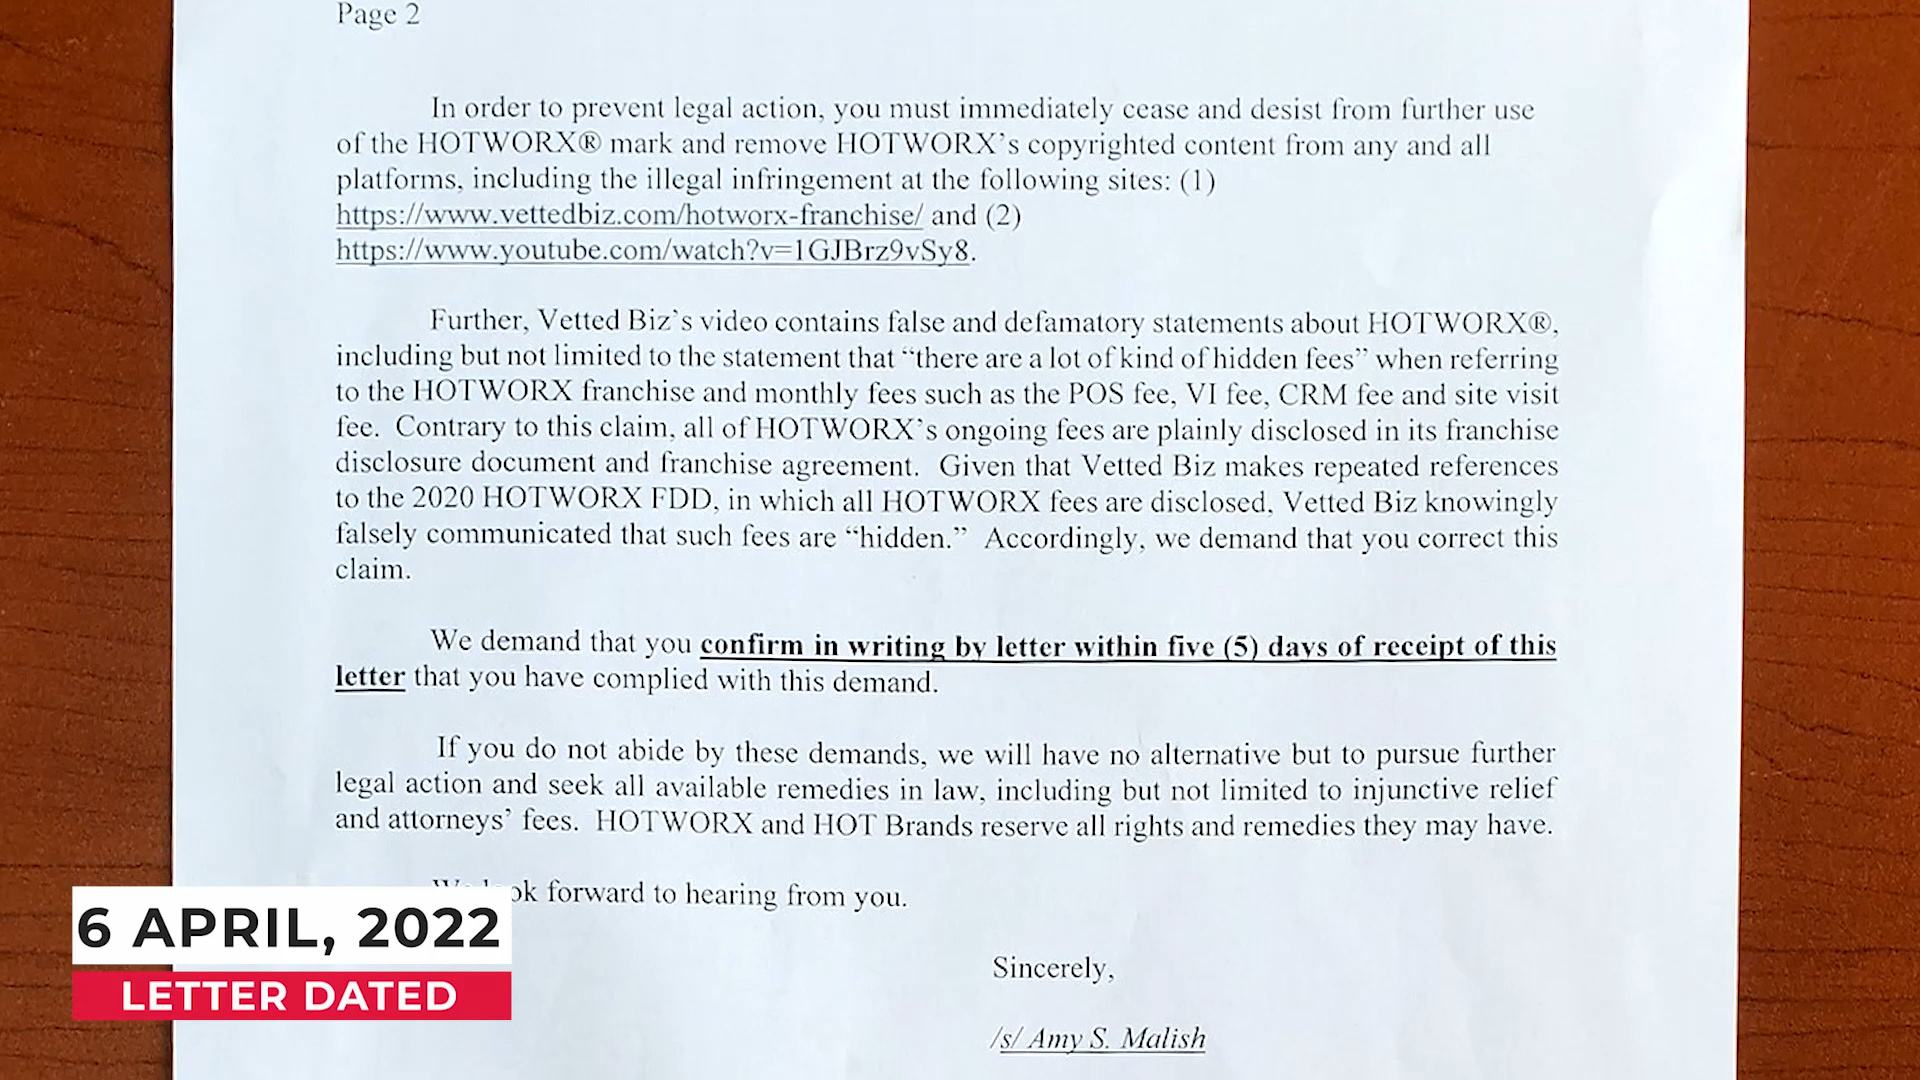 Page 2
In order to prevent legal action, you must immediately cease and desist from further use
of the HOTWORX® mark and remove HOTWORX's copyrighted content from any and all
platforms, including the illegal infringement at the following sites: (1)
https://www.vettedbiz.com/hotworx-franchise/ and (2)
https://www.youtube.com/watch?v=1GJBrz9vSy8.
Further, Vetted Biz's video contains false and defamatory statements about HOTWORX®,
including but not limited to the statement that “there are a lot of kind of hidden fees” when referring
to the HOTWORX franchise and monthly fees such as the POS fee, VI fee, CRM fee and site visit
fee. Contrary to this claim, all of HOTWORX's ongoing fees are plainly disclosed in its franchise
disclosure document and franchise agreement. Given that Vetted Biz makes repeated references
to the 2020 HOTWORX FDD, in which all HOTWORX fees are disclosed, Vetted Biz knowingly
falsely communicated that such fees are “hidden.” Accordingly, we demand that you correct this
claim.
We demand that you confirm in writing by letter within five (5) days of receipt of this
letter that you have complied with this demand.
If you do not abide by these demands, we will have no alternative but to pursue further
legal action and seek all available remedies in law, including but not limited to injunctive relief
and attorneys' fees. HOTWORX and HOT Brands reserve all rights and remedies they may have.
forward to hearing from you.
6 APRIL, 2022
LETTER DATED
Sincerely,
/s/ Amy S. Malish